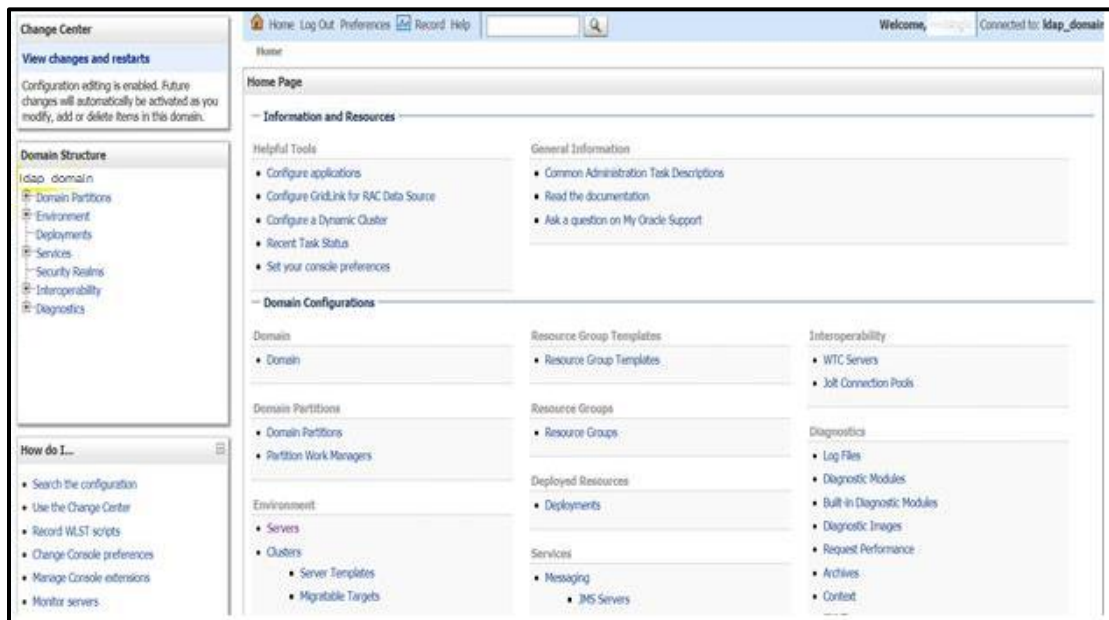 Change Center
View changes and restarts
Configuration editing is enabled. Future
changes will automatically be activated as you
modify, add or delete items in this domain.
Domain Structure
ldap_domain
Domain Partitions
Environment
Deployments
Services
Security Realms
Interoperability
Diagnostics
How do I...
Search the configuration
Use the Change Center
Record WLST scripts
Change Console preferences
Manage Console extensions
Monitor servers
Home Log Out Preferences Record Help
Welcome,
Connected to: ldap_domain
Home
Home Page
Information and Resources
Helpful Tools
Configure applications
Configure GridLink for RAC Data Source
Configure a Dynamic Cluster
Recent Task Status
Set your console preferences
General Information
Common Administration Task Descriptions
Read the documentation
Ask a question on My Oracle Support
Domain Configurations
Domain
Domain
Domain Partitions
Domain Partitions
Partition Work Managers
Environment
Servers
Clusters
Server Templates
Migratable Targets
Resource Group Templates
Resource Group Templates
Resource Groups
Resource Groups
Deployed Resources
Deployments
Services
Messaging
JMS Servers
Interoperability
WTC Servers
Jolt Connection Pools
Diagnostics
Log Files
Diagnostic Modules
Built-in Diagnostic Modules
Diagnostic Images
Request Performance
Archives
Context